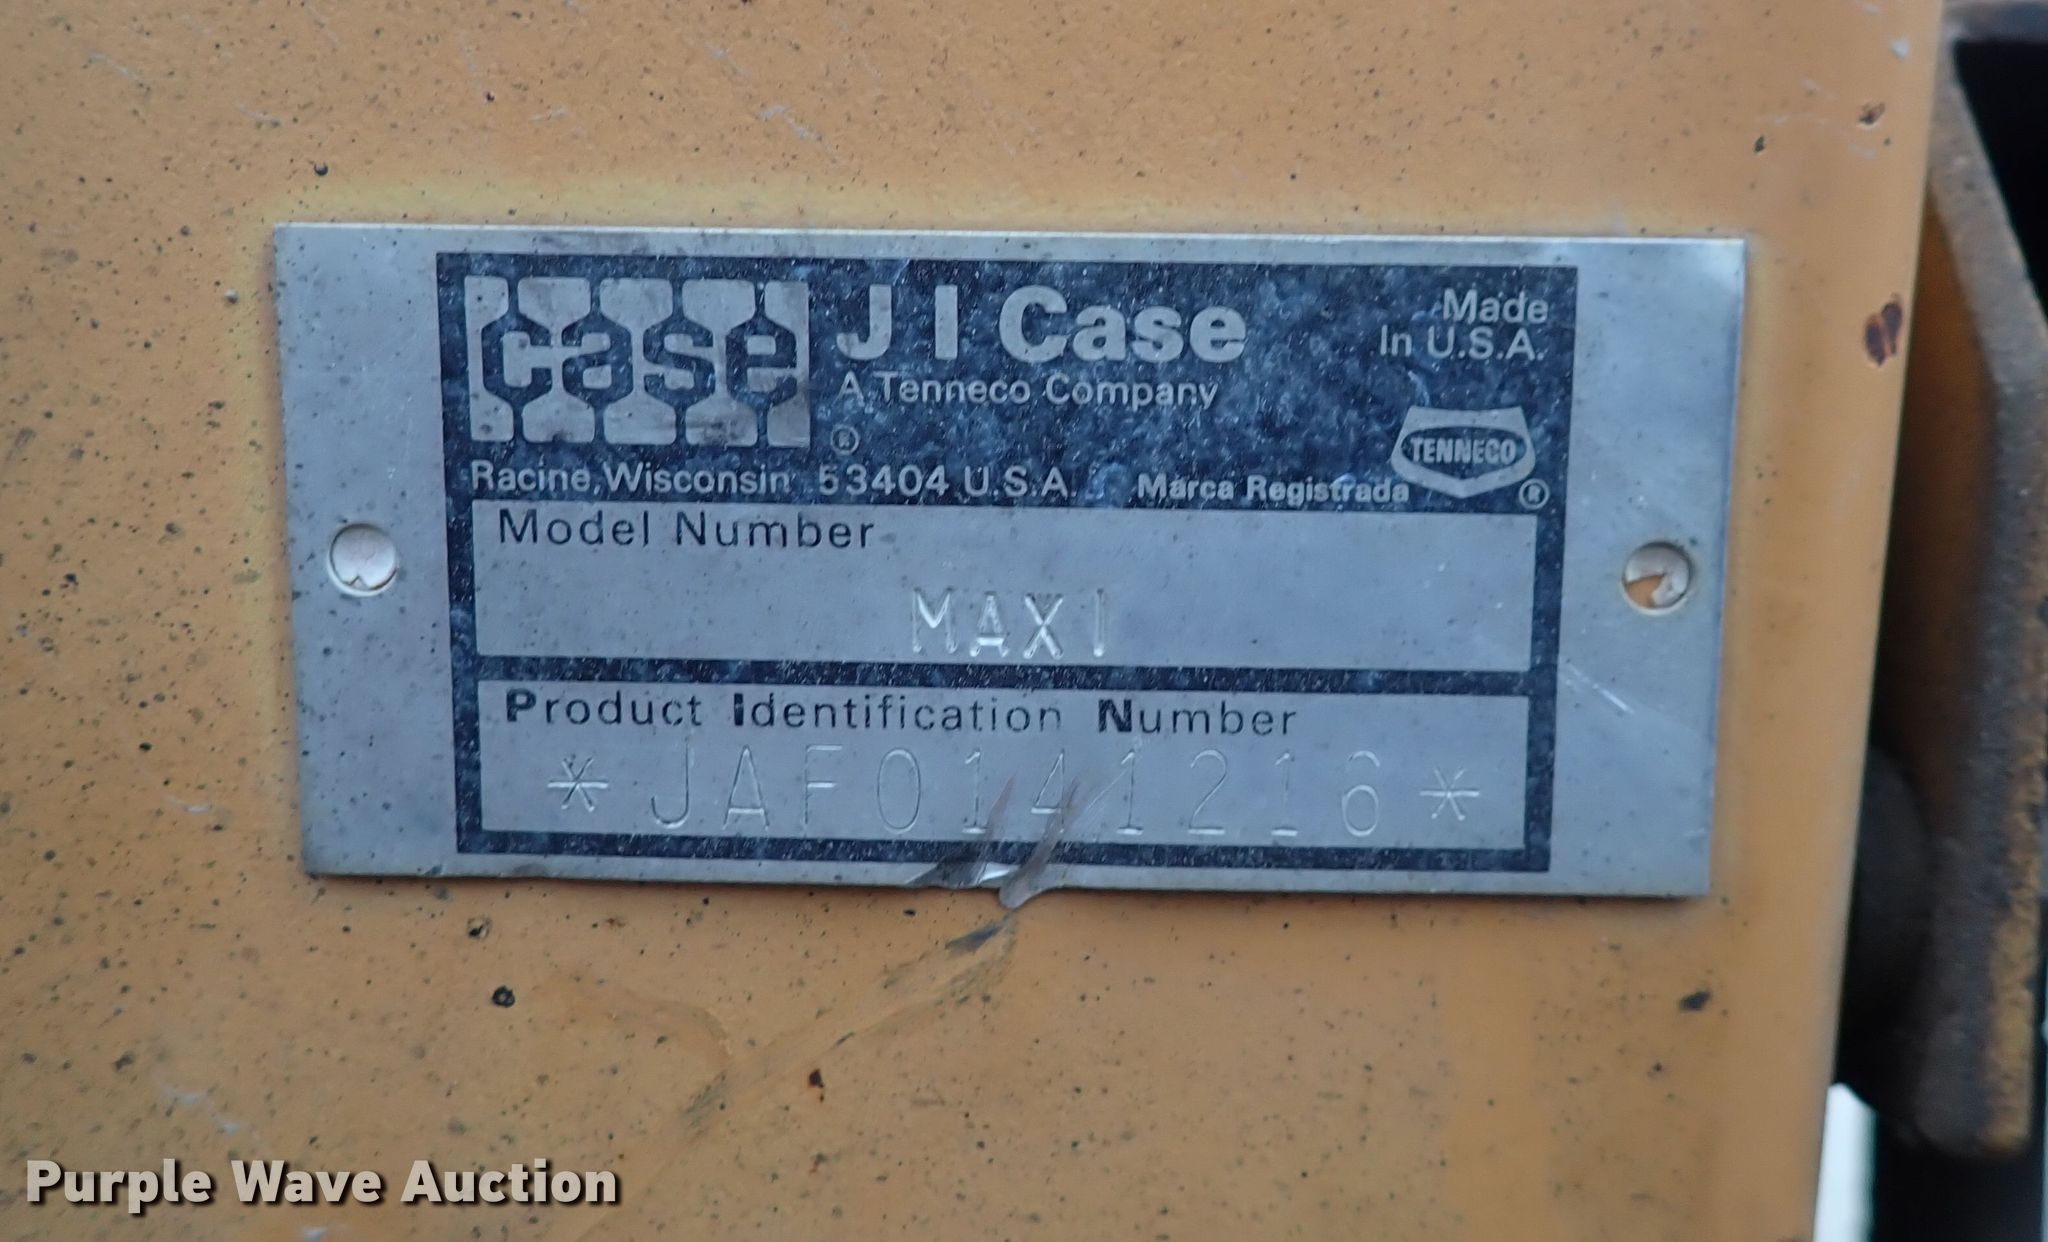 case
J I Case
A Tenneco Company
®
Made
In U.S.A.
TENNECO
®
Racine, Wisconsin 53404 U.S.A.
Marca Registrada
Model Number
MAXI
Product Identification Number
*JAF0141216*
Purple Wave Auction